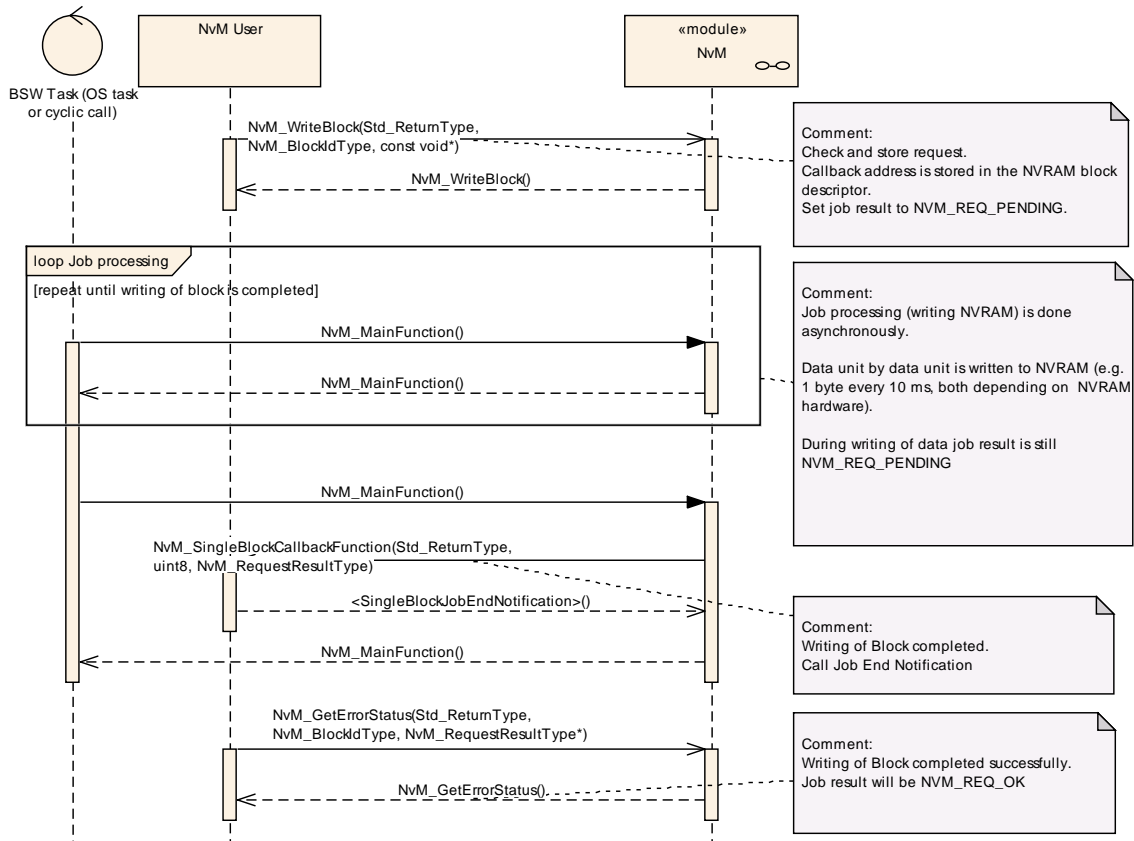 NvM User
«module»
NvM
BSW Task (OS task
or cyclic call)
NvM_WriteBlock(Std_ReturnType,
NvM_BlockIdType, const void*)
Comment:
Check and store request.
Callback address is stored in the NVRAM block
descriptor.
Set job result to NVM_REQ_PENDING.
NvM_WriteBlock()
loop Job processing
[repeat until writing of block is completed]
Comment:
Job processing (writing NVRAM) is done
asynchronously.
Data unit by data unit is written to NVRAM (e.g.
1 byte every 10 ms, both depending on NVRAM
hardware).
During writing of data job result is still
NVM_REQ_PENDING
NvM_MainFunction()
NvM_MainFunction()
NvM_MainFunction()
NvM_SingleBlockCallbackFunction(Std_ReturnType,
uint8, NvM_RequestResultType)
<SingleBlockJobEndNotification>()
Comment:
Writing of Block completed.
Call Job End Notification
NvM_MainFunction()
NvM_GetErrorStatus(Std_ReturnType,
NvM_BlockIdType, NvM_RequestResultType*)
Comment:
Writing of Block completed successfully.
Job result will be NVM_REQ_OK
NvM_GetErrorStatus()